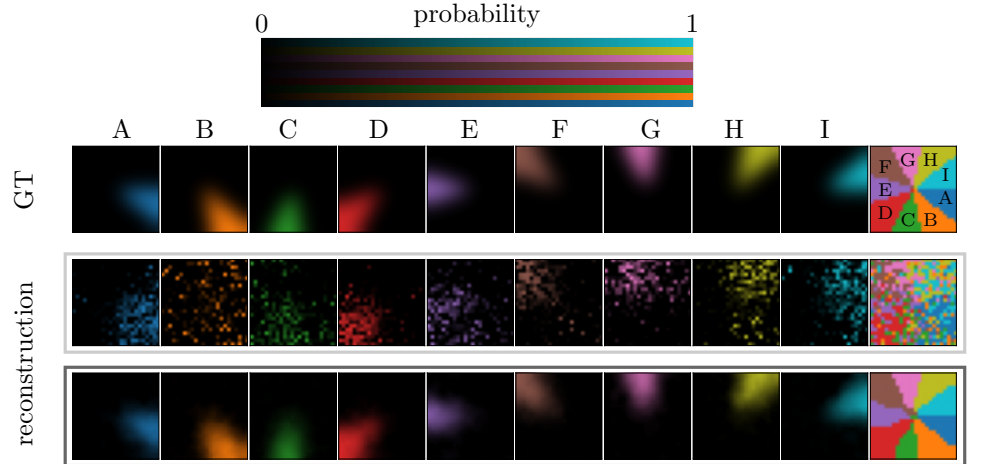 probability
0 1
A B C D E F G H I
GT
F G H
E I
D A
C B
reconstruction